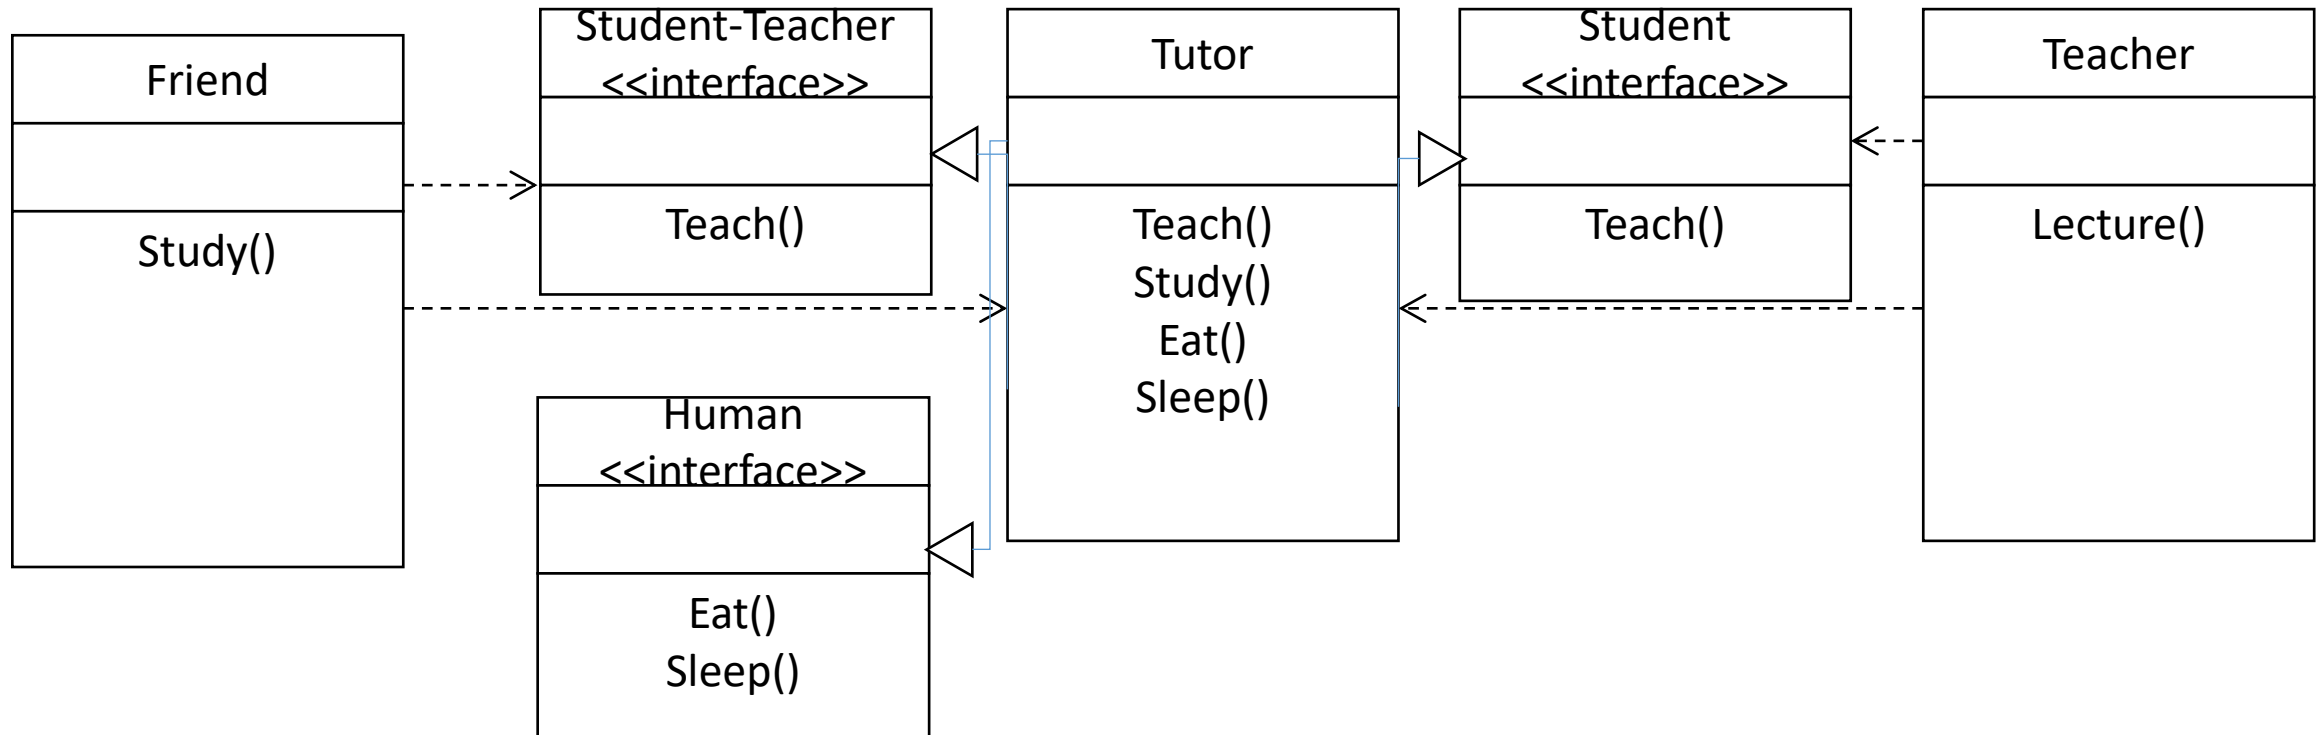 Friend
Study()
Student-Teacher
<<interface>>
Teach()
Human
<<interface>>
Eat()
Sleep()
Tutor
Teach()
Study()
Eat()
Sleep()
Student
<<interface>>
Teach()
Teacher
Lecture()